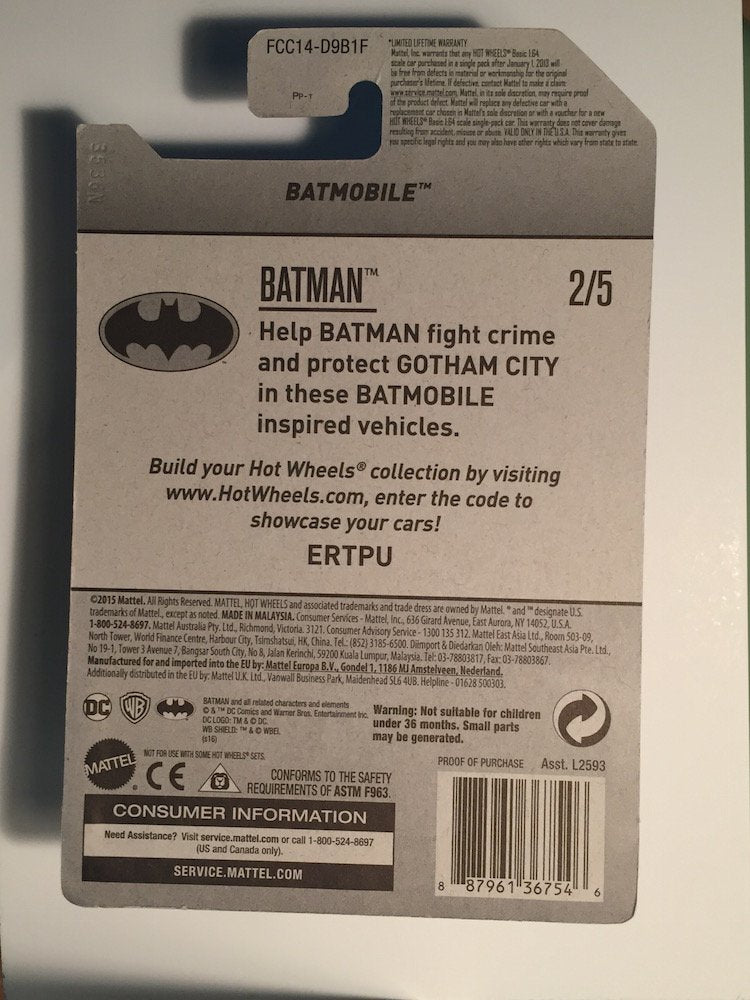 FCC14-D9B1F
PP-T
*LIMITED LIFETIME WARRANTY
Mattel, Inc. warrants that any HOT WHEELS® Basic 1:64
scale car purchased in a single pack after January 1, 2013 will
be free from defects in material or workmanship for the original
purchaser's lifetime. If defective, contact Mattel to make a claim:
www.service.mattel.com. Mattel, in its sole discretion, may require proof
of the product defect. Mattel will replace any defective car with a
replacement car chosen in Mattel's sole discretion or with a voucher for a new
HOT WHEELS® Basic 1:64 scale single-pack car. This warranty does not cover damage
resulting from accident, misuse or abuse. VALID ONLY IN THE U.S.A. This warranty gives
you specific legal rights and you may also have other rights which vary from state to state.
BATMOBILE™
BATMAN™
2/5
Help BATMAN fight crime
and protect GOTHAM CITY
in these BATMOBILE
inspired vehicles.
Build your Hot Wheels® collection by visiting
www.HotWheels.com, enter the code to
showcase your cars!
ERTPU
©2015 Mattel. All Rights Reserved. MATTEL, HOT WHEELS and associated trademarks and trade dress are owned by Mattel. ® and ™ designate U.S.
trademarks of Mattel, except as noted. MADE IN MALAYSIA. Consumer Services - Mattel, Inc., 636 Girard Avenue, East Aurora, NY 14052, U.S.A.
1-800-524-8697. Mattel Australia Pty. Ltd., Richmond, Victoria. 3121. Consumer Advisory Service - 1300 135 312. Mattel East Asia Ltd., Room 503-09,
North Tower, World Finance Centre, Harbour City, Tsimshatsui, HK, China. Tel.: (852) 3185-6500. Diimport & Diedarkan Oleh: Mattel Southeast Asia Pte. Ltd.,
No 19-1, Tower 3 Avenue 7, Bangsar South City, No 8, Jalan Kerinchi, 59200 Kuala Lumpur, Malaysia. Tel: 03-78803817, Fax: 03-78803867.
Manufactured for and imported into the EU by: Mattel Europa B.V., Gondel 1, 1186 MJ Amstelveen, Nederland.
Additionally distributed in the EU by: Mattel U.K. Ltd., Vanwall Business Park, Maidenhead SL6 4UB. Helpline - 01628 500303.
DC
WB
BATMAN and all related characters and elements
© & ™ DC Comics and Warner Bros. Entertainment Inc.
DC LOGO: TM & © DC.
WB SHIELD: ™ & © WBEI.
(s16)
Warning: Not suitable for children
under 36 months. Small parts
may be generated.
NOT FOR USE WITH SOME HOT WHEELS® SETS.
MATTEL
CE
CONFORMS TO THE SAFETY
REQUIREMENTS OF ASTM F963.
PROOF OF PURCHASE
Asst. L2593
CONSUMER INFORMATION
Need Assistance? Visit service.mattel.com or call 1-800-524-8697
(US and Canada only).
SERVICE.MATTEL.COM
8 87961 36754 6